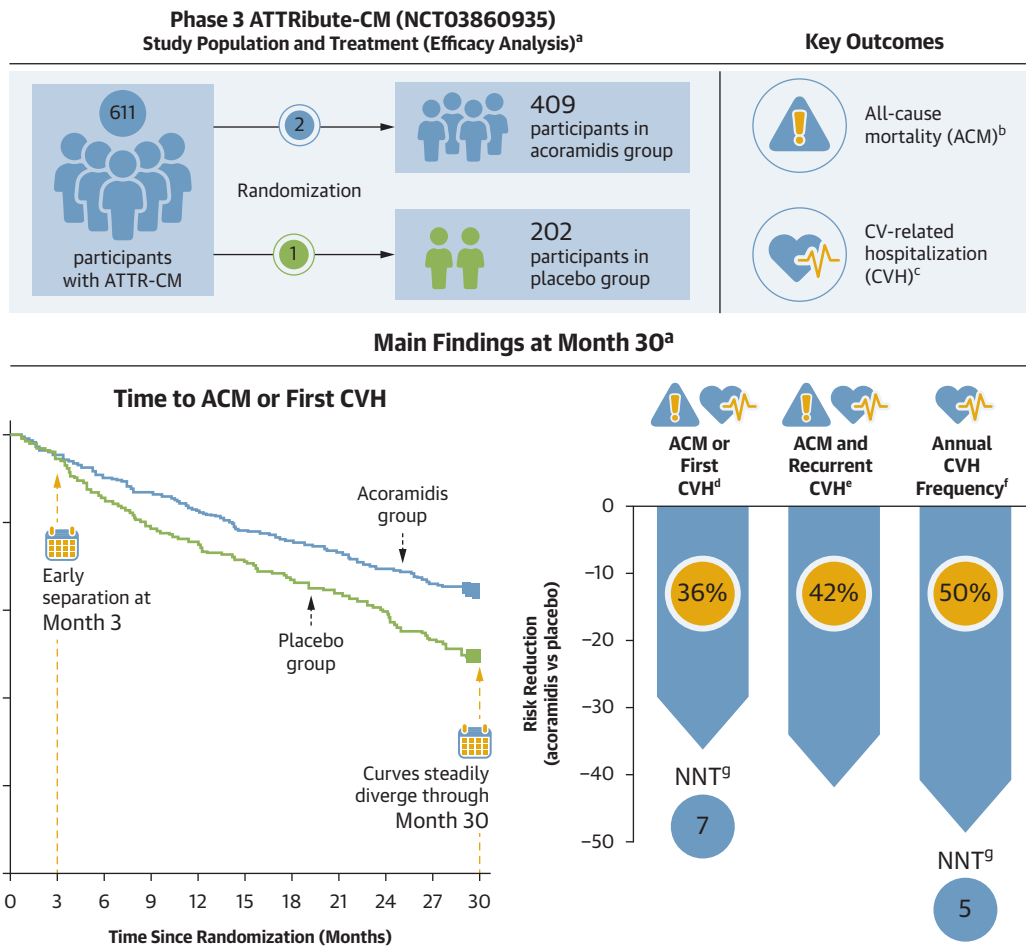 Phase 3 ATTRibute-CM (NCT03860935)
Study Population and Treatment (Efficacy Analysis)ᵃ
Key Outcomes
611
participants
with ATTR-CM
2
Randomization
1
409
participants in
acoramidis group
202
participants in
placebo group
All-cause
mortality (ACM)ᵇ
CV-related
hospitalization
(CVH)ᶜ
Main Findings at Month 30ᵃ
Time to ACM or First CVH
Acoramidis
group
Early
separation at
Month 3
Placebo
group
Curves steadily
diverge through
Month 30
0 3 6 9 12 15 18 21 24 27 30
Time Since Randomization (Months)
ACM or
First
CVHᵈ
ACM and
Recurrent
CVHᵉ
Annual
CVH
Frequencyᶠ
Risk Reduction
(acoramidis vs placebo)
0
−10
−20
−30
−40
−50
36%
42%
50%
NNTᵍ
7
NNTᵍ
5